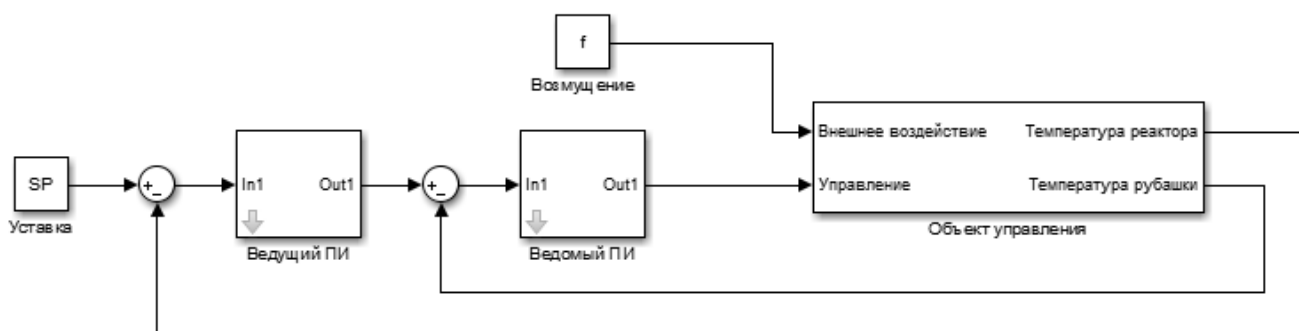 f
Возмущение
Внешнее воздействие
Температура реактора
SP
+
-
In1
Out1
+
-
In1
Out1
Управление
Температура рубашки
Уставка
Ведущий ПИ
Ведомый ПИ
Объект управления